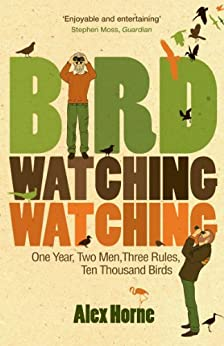 'Enjoyable and entertaining'
Stephen Moss, Guardian
BIRD
WATCHING
WATCHING
One Year, Two Men, Three Rules,
Ten Thousand Birds
Alex Horne